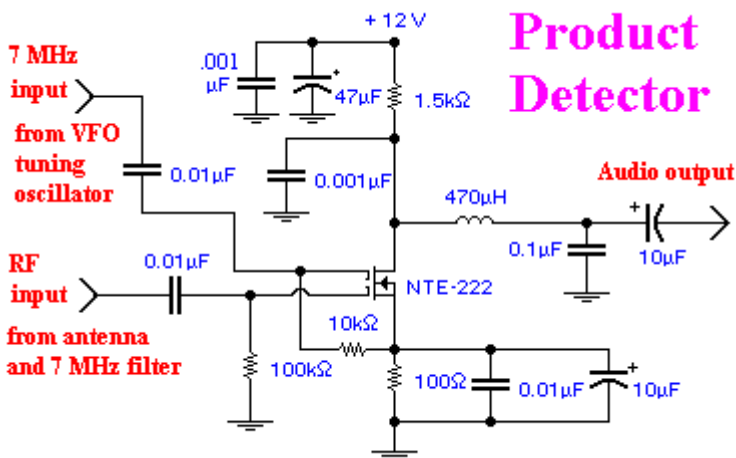 + 12 V
Product
Detector
7 MHz
input
from VFO
tuning
oscillator
.001
µF
47µF
1.5kΩ
0.01µF
0.001µF
470µH
Audio output
+
0.1µF
10µF
RF
input
from antenna
and 7 MHz filter
0.01µF
NTE-222
10kΩ
100kΩ
100Ω
0.01µF
+
10µF